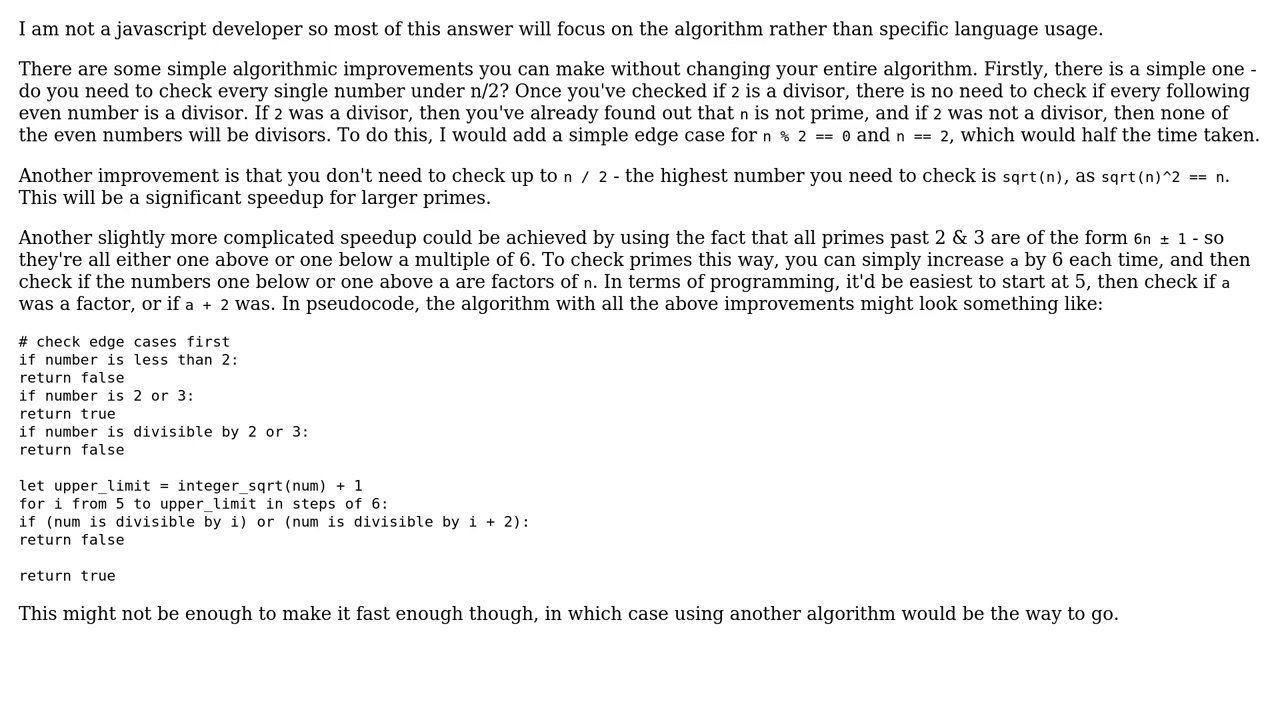 I am not a javascript developer so most of this answer will focus on the algorithm rather than specific language usage.
There are some simple algorithmic improvements you can make without changing your entire algorithm. Firstly, there is a simple one -
do you need to check every single number under n/2? Once you've checked if 2 is a divisor, there is no need to check if every following
even number is a divisor. If 2 was a divisor, then you've already found out that n is not prime, and if 2 was not a divisor, then none of
the even numbers will be divisors. To do this, I would add a simple edge case for n % 2 == 0 and n == 2, which would half the time taken.
Another improvement is that you don't need to check up to n / 2 - the highest number you need to check is sqrt(n), as sqrt(n)^2 == n.
This will be a significant speedup for larger primes.
Another slightly more complicated speedup could be achieved by using the fact that all primes past 2 & 3 are of the form 6n ± 1 - so
they're all either one above or one below a multiple of 6. To check primes this way, you can simply increase a by 6 each time, and then
check if the numbers one below or one above a are factors of n. In terms of programming, it'd be easiest to start at 5, then check if a
was a factor, or if a + 2 was. In pseudocode, the algorithm with all the above improvements might look something like:
# check edge cases first
if number is less than 2:
return false
if number is 2 or 3:
return true
if number is divisible by 2 or 3:
return false
let upper_limit = integer_sqrt(num) + 1
for i from 5 to upper_limit in steps of 6:
if (num is divisible by i) or (num is divisible by i + 2):
return false
return true
This might not be enough to make it fast enough though, in which case using another algorithm would be the way to go.